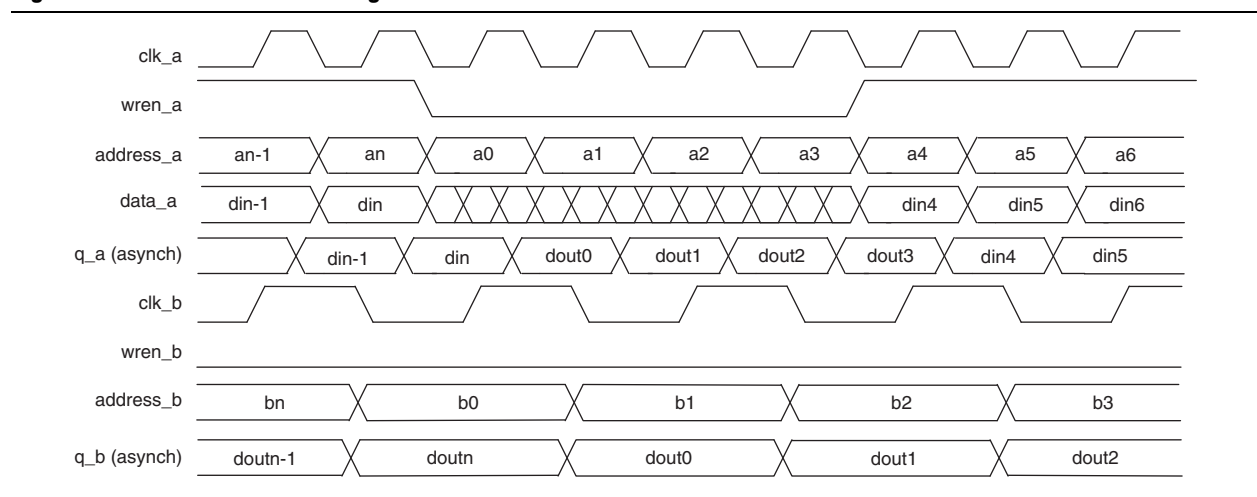 clk_a
wren_a
address_a an-1 an a0 a1 a2 a3 a4 a5 a6
data_a din-1 din din4 din5 din6
q_a (asynch) din-1 din dout0 dout1 dout2 dout3 din4 din5
clk_b
wren_b
address_b bn b0 b1 b2 b3
q_b (asynch) doutn-1 doutn dout0 dout1 dout2